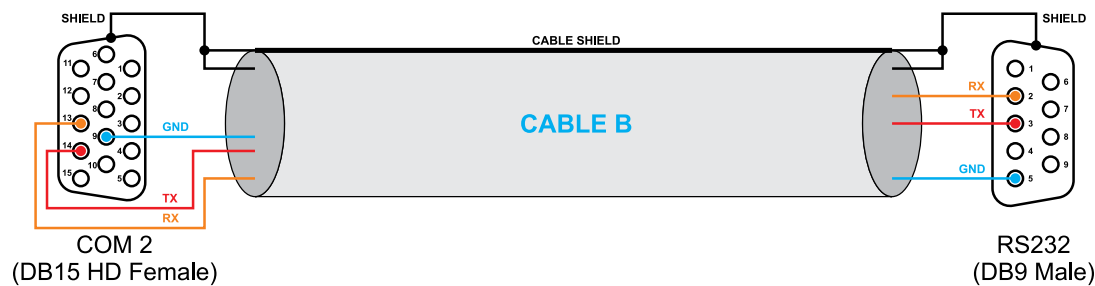 SHIELD
SHIELD
CABLE SHIELD
6
11
1
7
12
2
8
13
3
9
14
4
10
15
5
GND
TX
RX
CABLE B
RX
TX
GND
1
6
2
7
3
8
4
9
5
COM 2
(DB15 HD Female)
RS232
(DB9 Male)